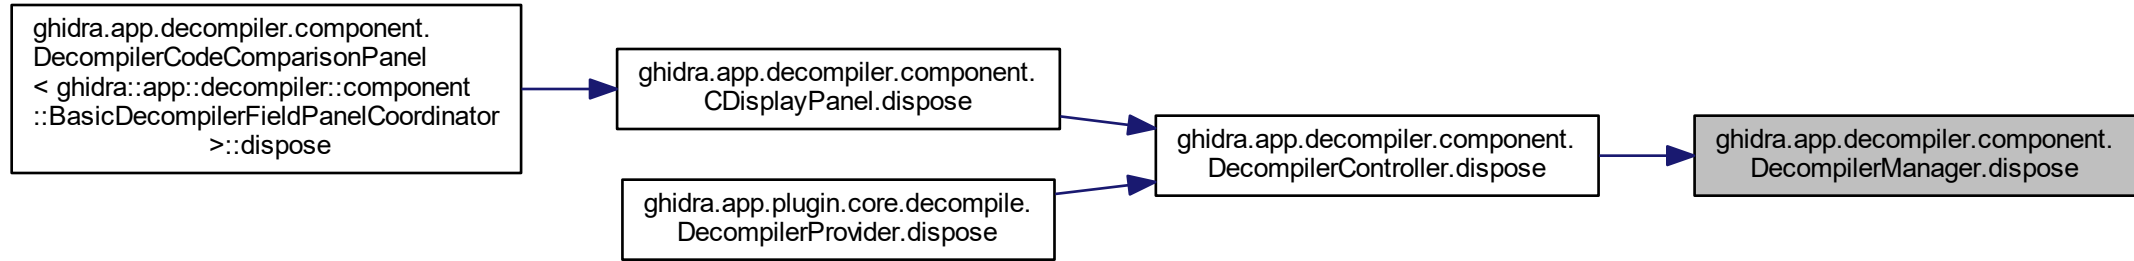 ghidra.app.decompiler.component.
DecompilerCodeComparisonPanel
< ghidra::app::decompiler::component
::BasicDecompilerFieldPanelCoordinator
>::dispose
ghidra.app.decompiler.component.
CDisplayPanel.dispose
ghidra.app.plugin.core.decompile.
DecompilerProvider.dispose
ghidra.app.decompiler.component.
DecompilerController.dispose
ghidra.app.decompiler.component.
DecompilerManager.dispose